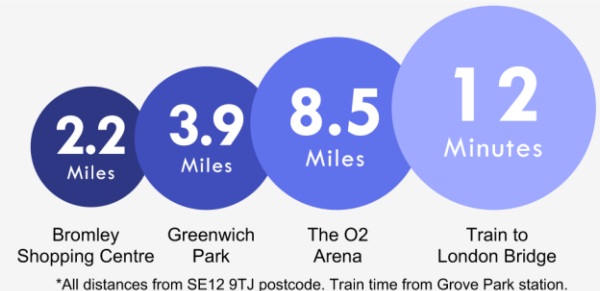 2.2
Miles
3.9
Miles
8.5
Miles
12
Minutes
Bromley
Shopping Centre
Greenwich
Park
The O2
Arena
Train to
London Bridge
*All distances from SE12 9TJ postcode. Train time from Grove Park station.